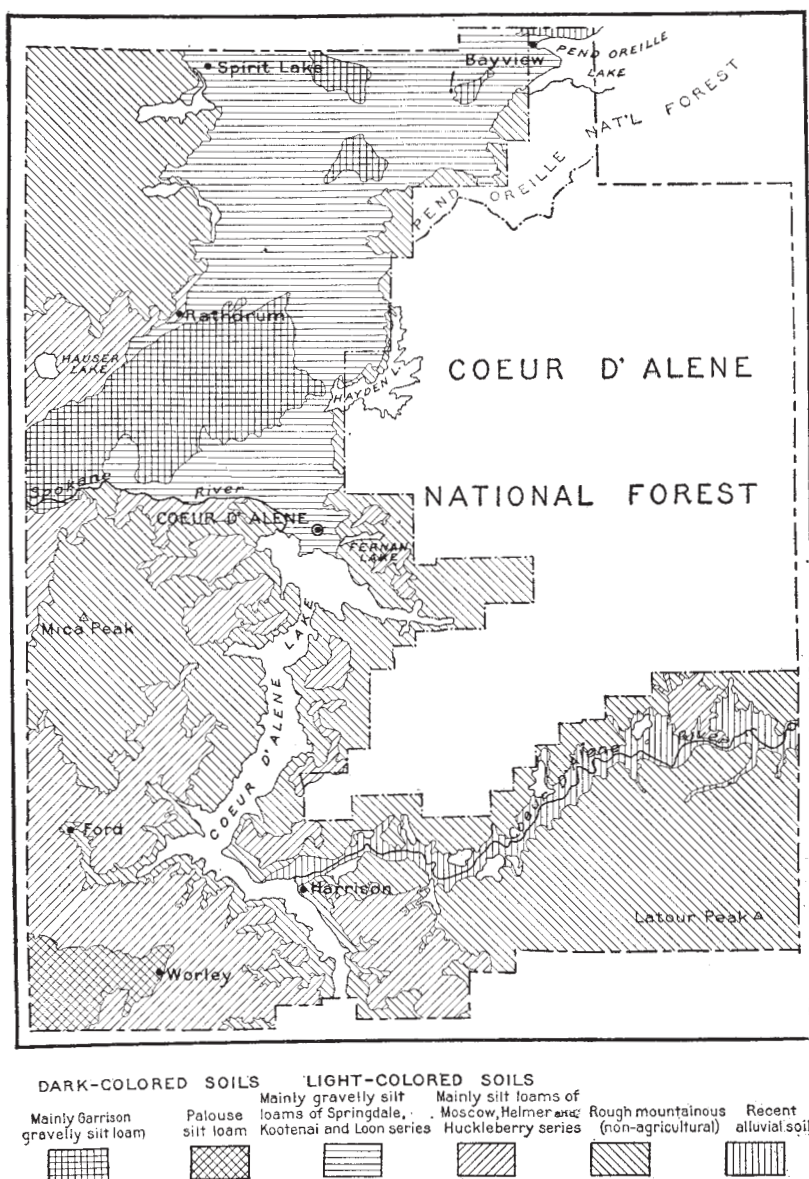 Spirit Lake
Bayview
PEND OREILLE
LAKE
PEND OREILLE NAT'L FOREST
Rathdrum
HAUSER
LAKE
HAYDEN L.
COEUR D'ALENE
NATIONAL FOREST
Spokane River
COEUR D'ALENE
FERNAN
LAKE
Mica Peak
COEUR D'ALENE LAKE
Coeur d'Alene River
Ford
Harrison
Latour Peak
Worley
DARK-COLORED SOILS
Mainly Garrison
gravelly silt loam
Palouse
silt loam
LIGHT-COLORED SOILS
Mainly gravelly silt
loams of Springdale,
Kootenai and Loon series
Mainly silt loams of
Moscow, Helmer and
Huckleberry series
Rough mountainous
(non-agricultural)
Recent
alluvial soil